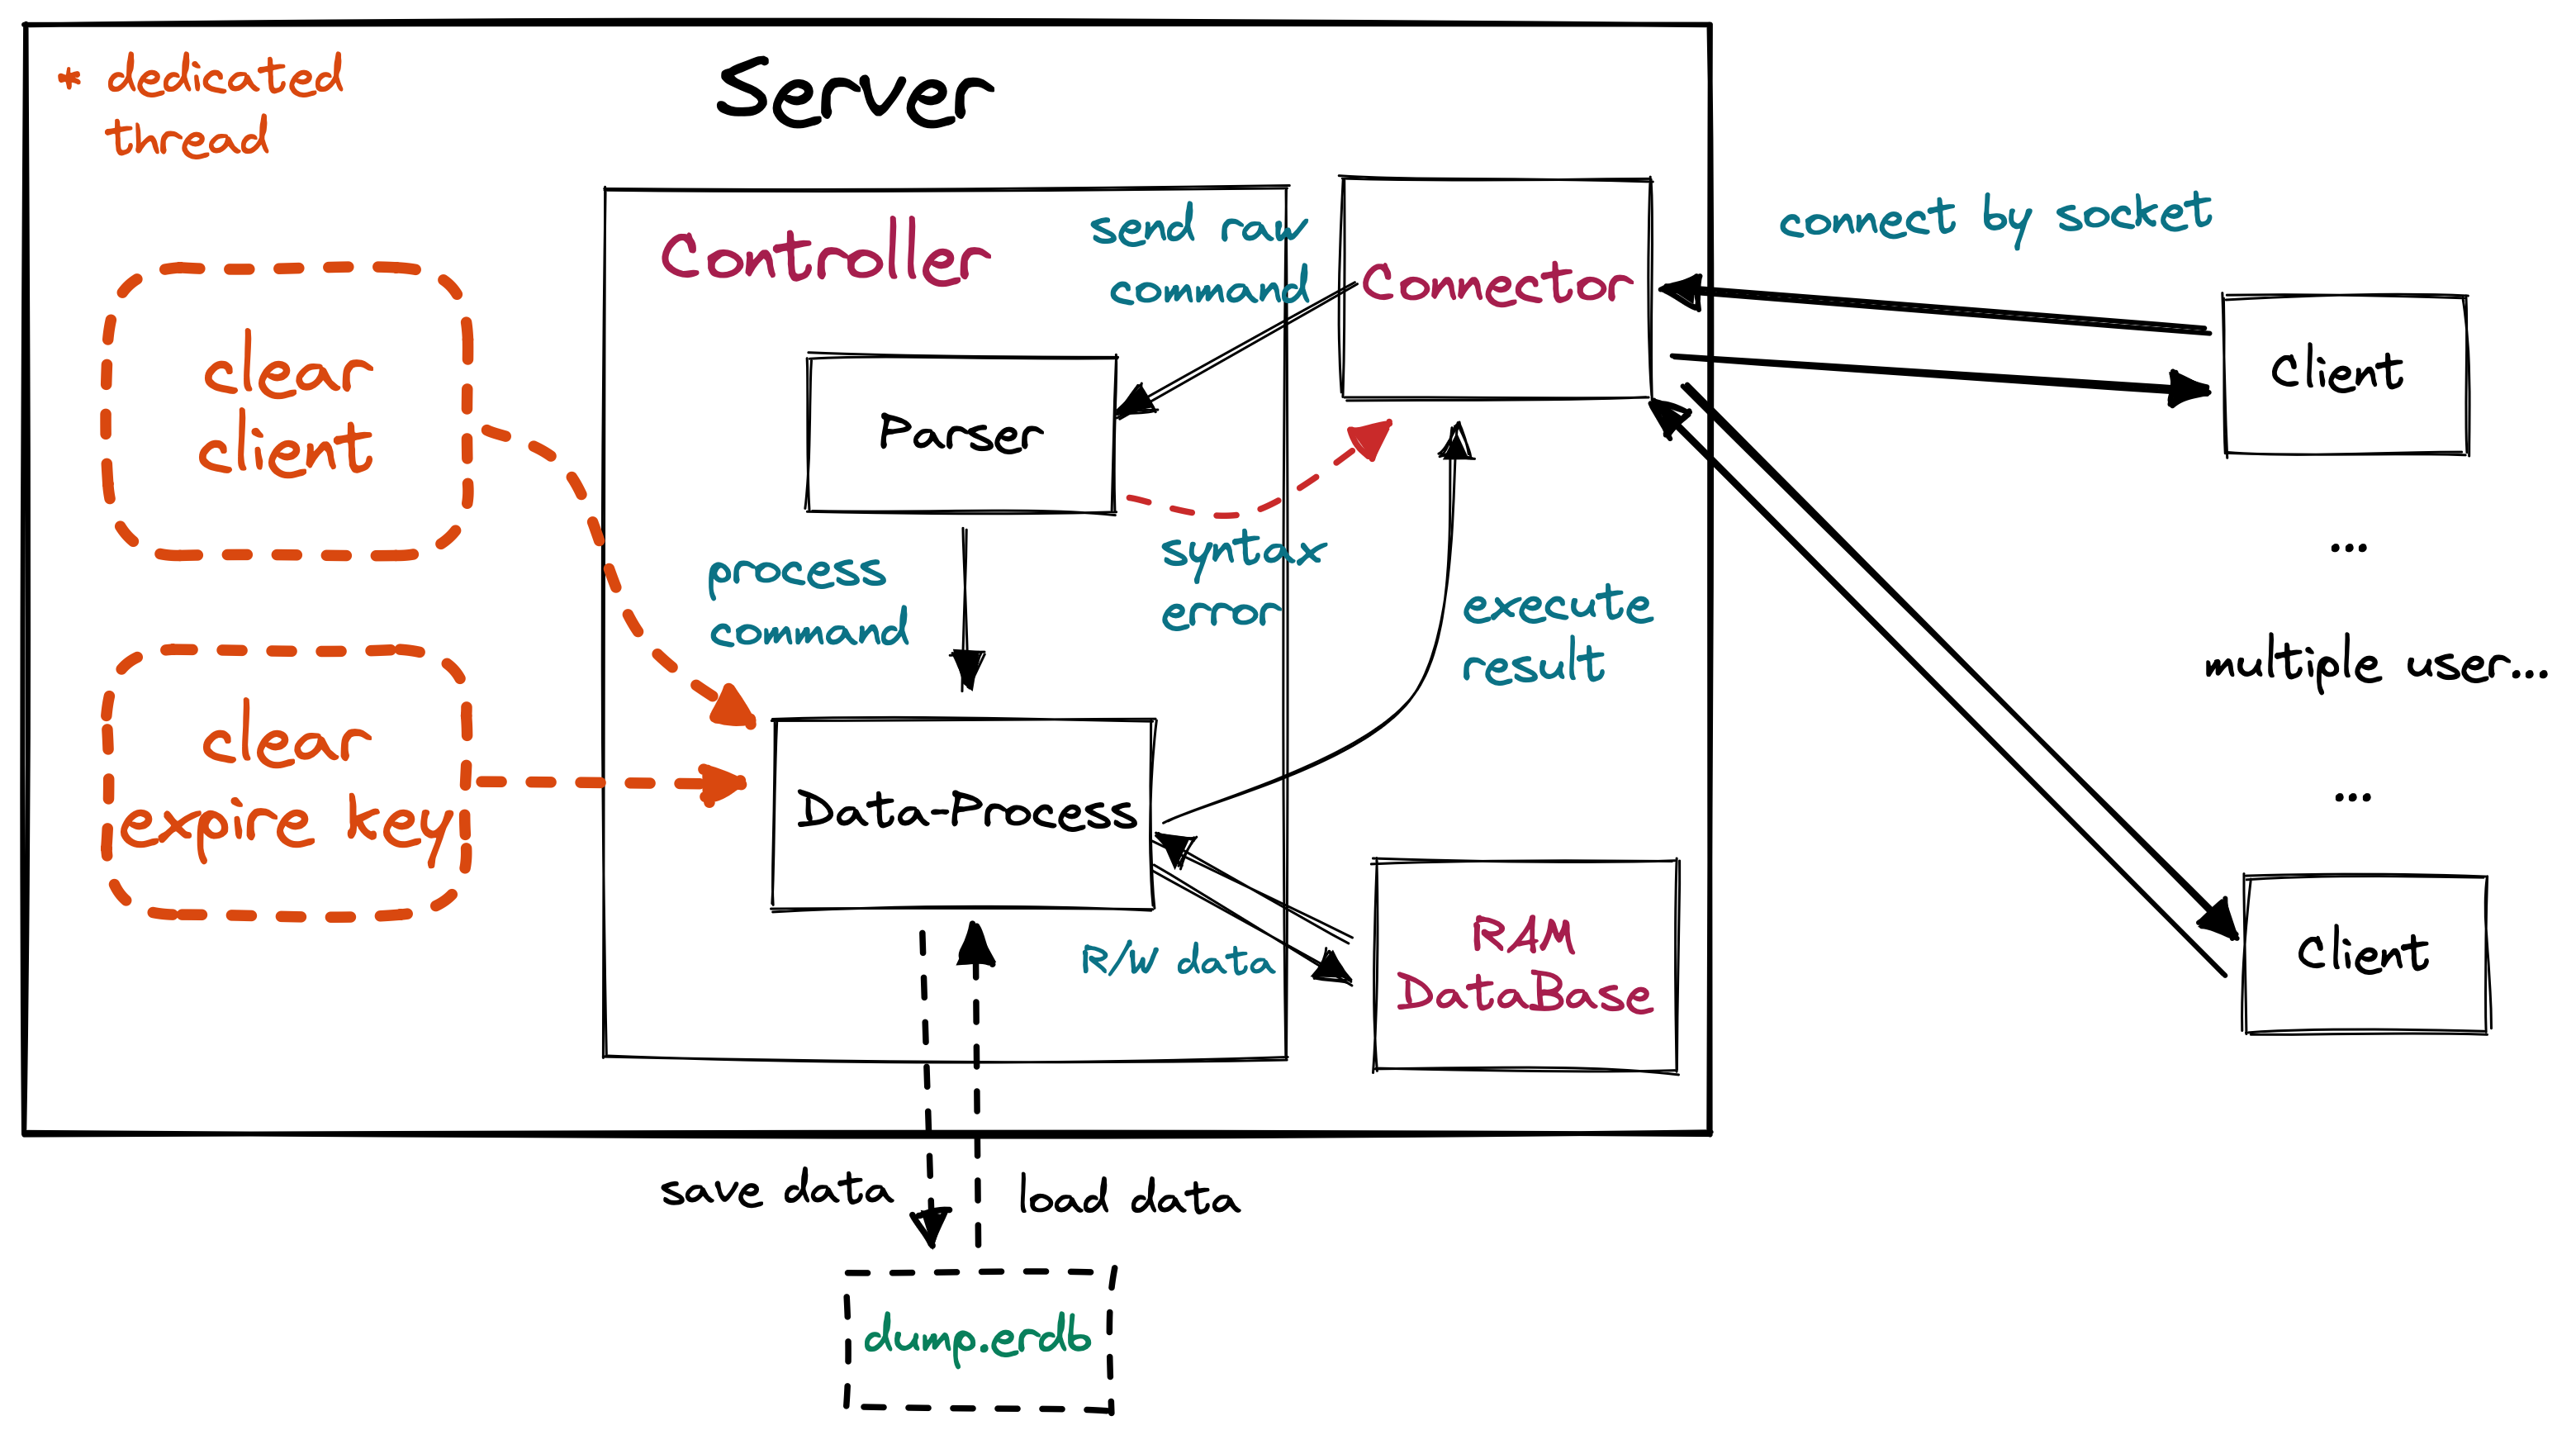 * dedicated
thread
Server
Controller
send raw
command
Connector
connect by socket
clear
client
Parser
Client
...
syntax
error
process
command
execute
result
multiple user...
clear
expire key
Data-Process
...
R/W data
RAM
DataBase
Client
save data
load data
dump.erdb